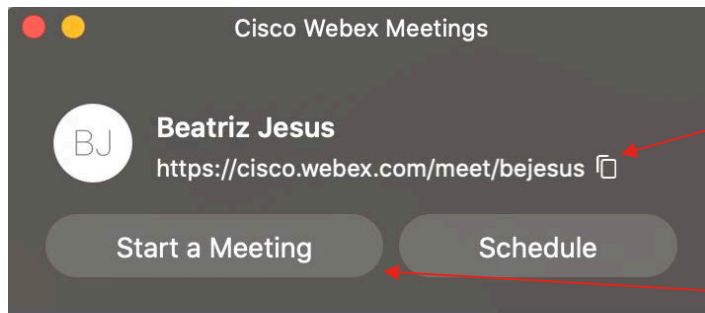 Cisco Webex Meetings
BJ
Beatriz Jesus
https://cisco.webex.com/meet/bejesus
Start a Meeting
Schedule